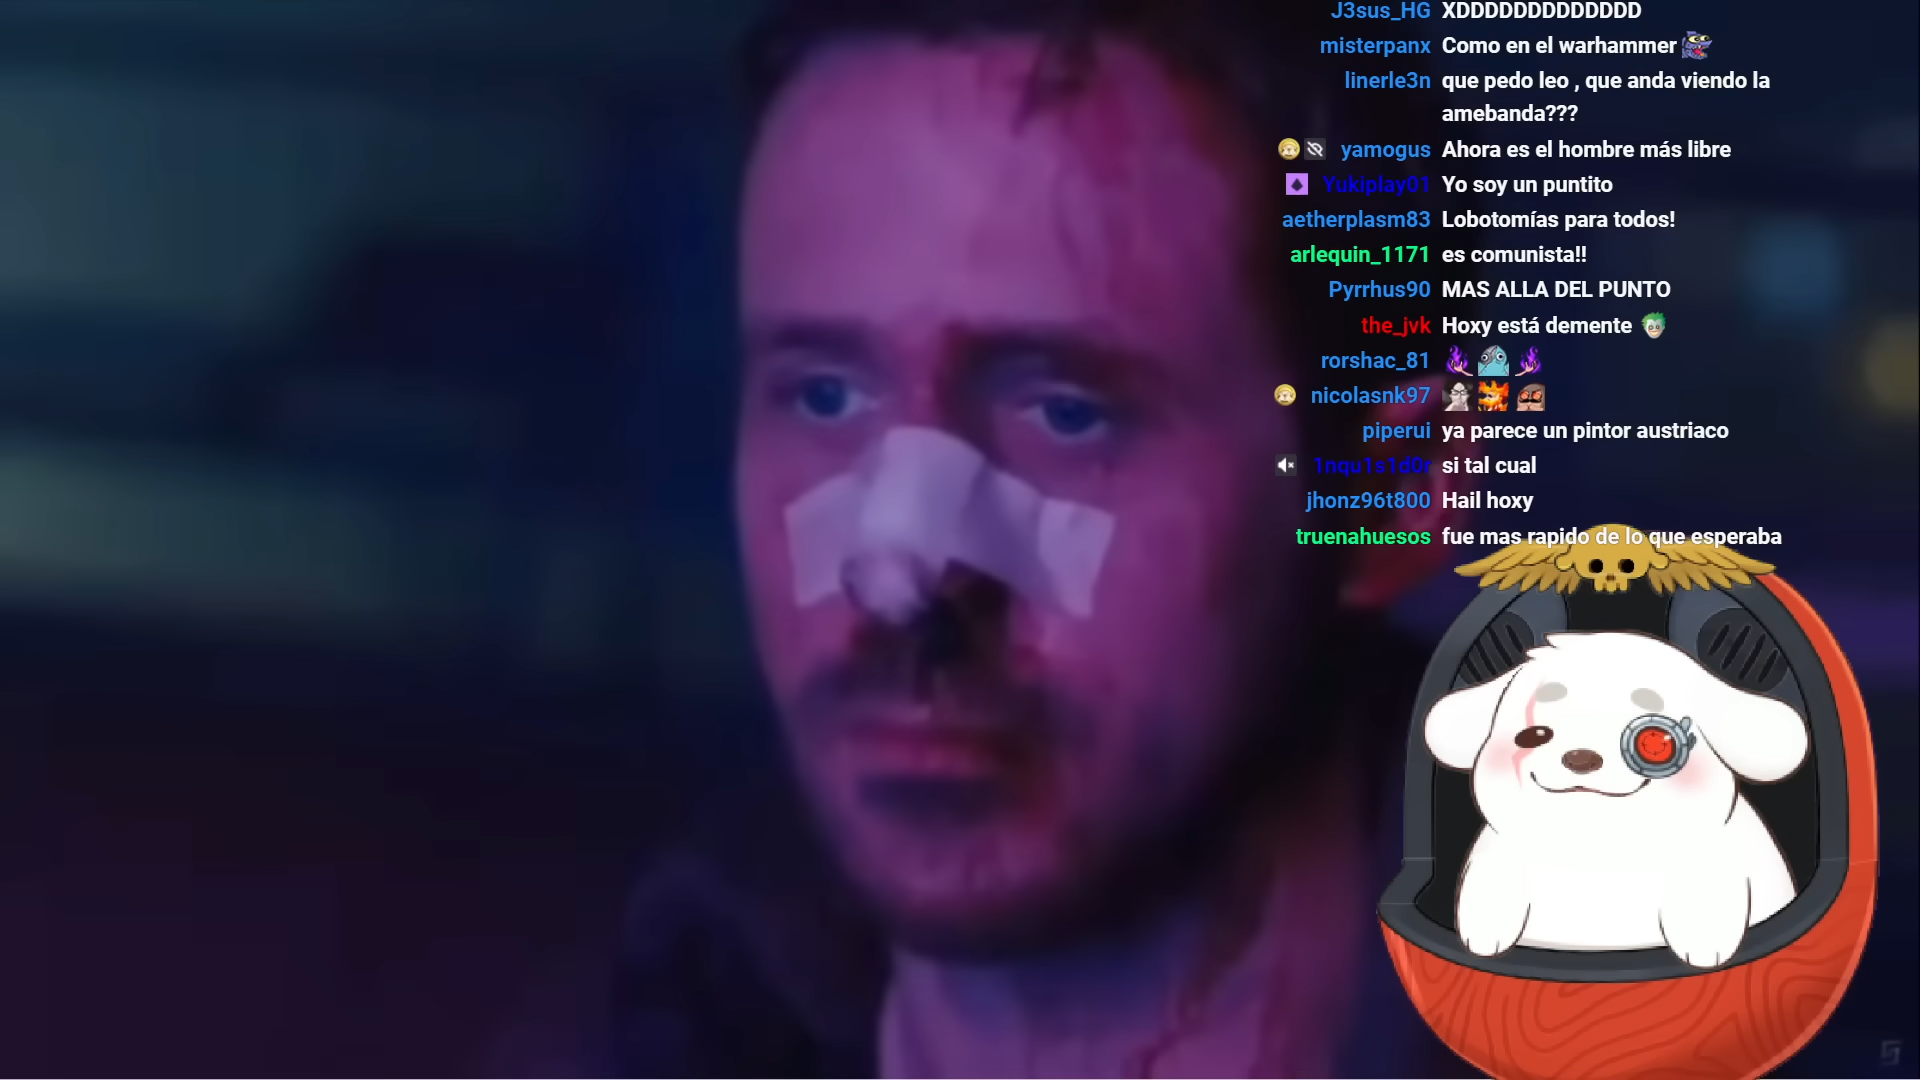 J3sus_HG XDDDDDDDDDDDDD
misterpanx Como en el warhammer
linerle3n que pedo leo , que anda viendo la
amebanda???
yamogus Ahora es el hombre más libre
Yukiplay01 Yo soy un puntito
aetherplasm83 Lobotomías para todos!
arlequin_1171 es comunista!!
Pyrrhus90 MAS ALLA DEL PUNTO
the_jvk Hoxy está demente
rorshac_81
nicolasnk97
piperui ya parece un pintor austriaco
1nqu1s1d0r si tal cual
jhonz96t800 Hail hoxy
truenahuesos fue mas rapido de lo que esperaba